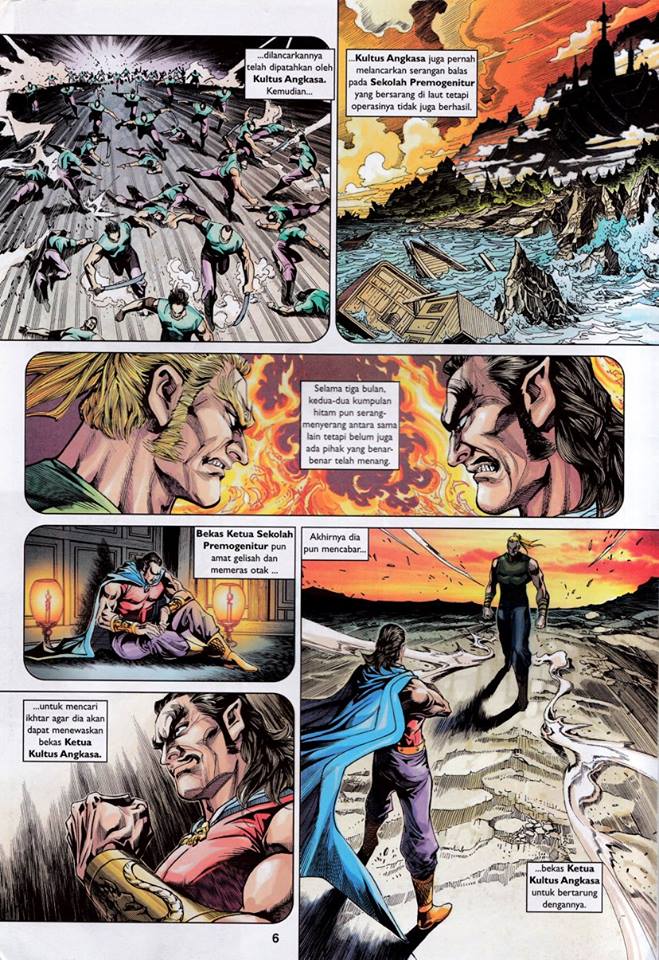 ...dilancarkannya
telah dipatahkan oleh
Kultus Angkasa.
Kemudian...
...Kultus Angkasa juga pernah
melancarkan serangan balas
pada Sekolah Premogenitur
yang bersarang di laut tetapi
operasinya tidak juga berhasil.
Selama tiga bulan,
kedua-dua kumpulan
hitam pun serang-
menyerang antara sama
lain tetapi belum juga
ada pihak yang benar-
benar telah menang.
Bekas Ketua Sekolah
Premogenitur pun
amat gelisah dan
memeras otak ...
...untuk mencari
ikhtiar agar dia akan
dapat menewaskan
bekas Ketua
Kultus Angkasa.
Akhirnya dia
pun mencabar...
...bekas Ketua
Kultus Angkasa
untuk bertarung
dengannya.
6